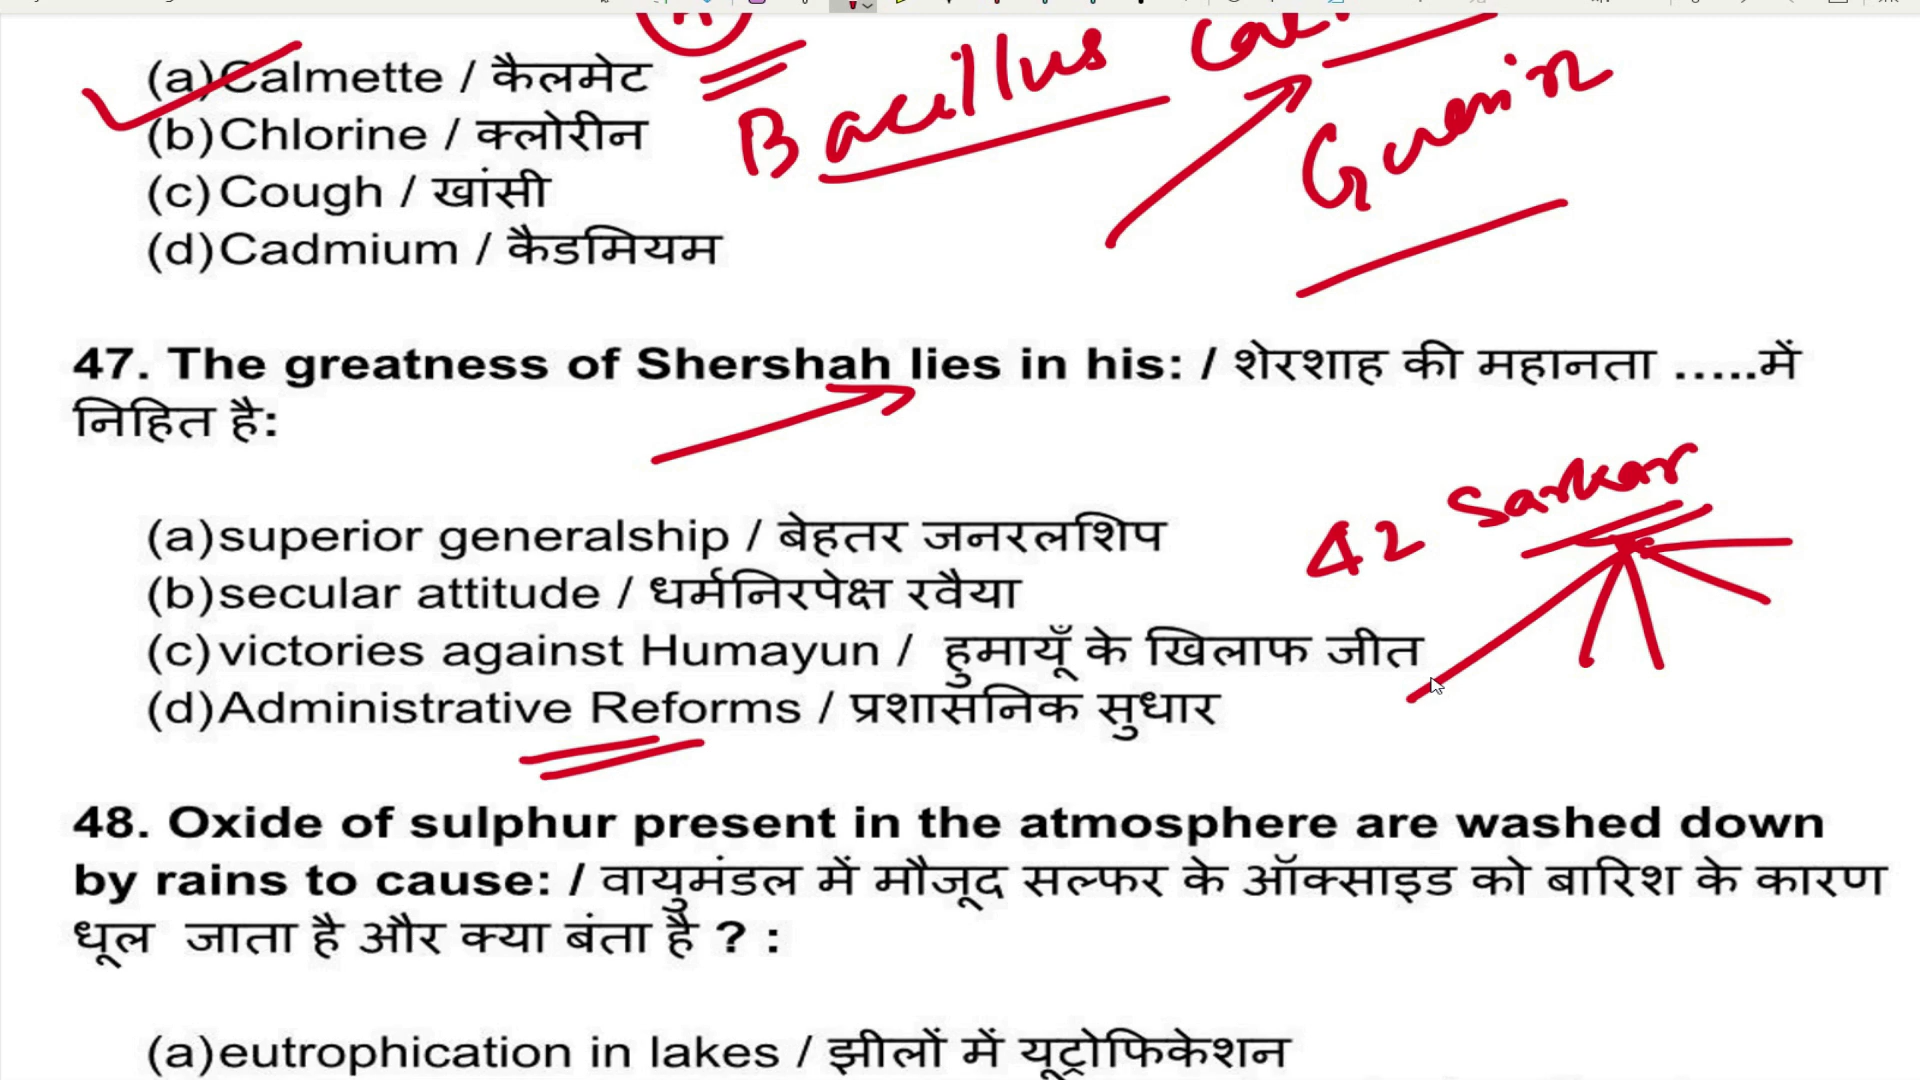 (a) Calmette / कैलमेट
Bacillus
(b) Chlorine / क्लोरीन
(c) Cough / खांसी
(d) Cadmium / कैडमियम
47. The greatness of Shershah lies in his: / शेरशाह की महानता .....में
निहित है:
42 Sarkar
(a) superior generalship / बेहतर जनरलशिप
(b) secular attitude / धर्मनिरपेक्ष रवैया
(c) victories against Humayun / हुमायूँ के खिलाफ जीत
(d) Administrative Reforms / प्रशासनिक सुधार
48. Oxide of sulphur present in the atmosphere are washed down
by rains to cause: / वायुमंडल में मौजूद सल्फर के ऑक्साइड को बारिश के कारण
धूल जाता है और क्या बंता है ? :
(a) eutrophication in lakes / झीलों में यूट्रोफिकेशन